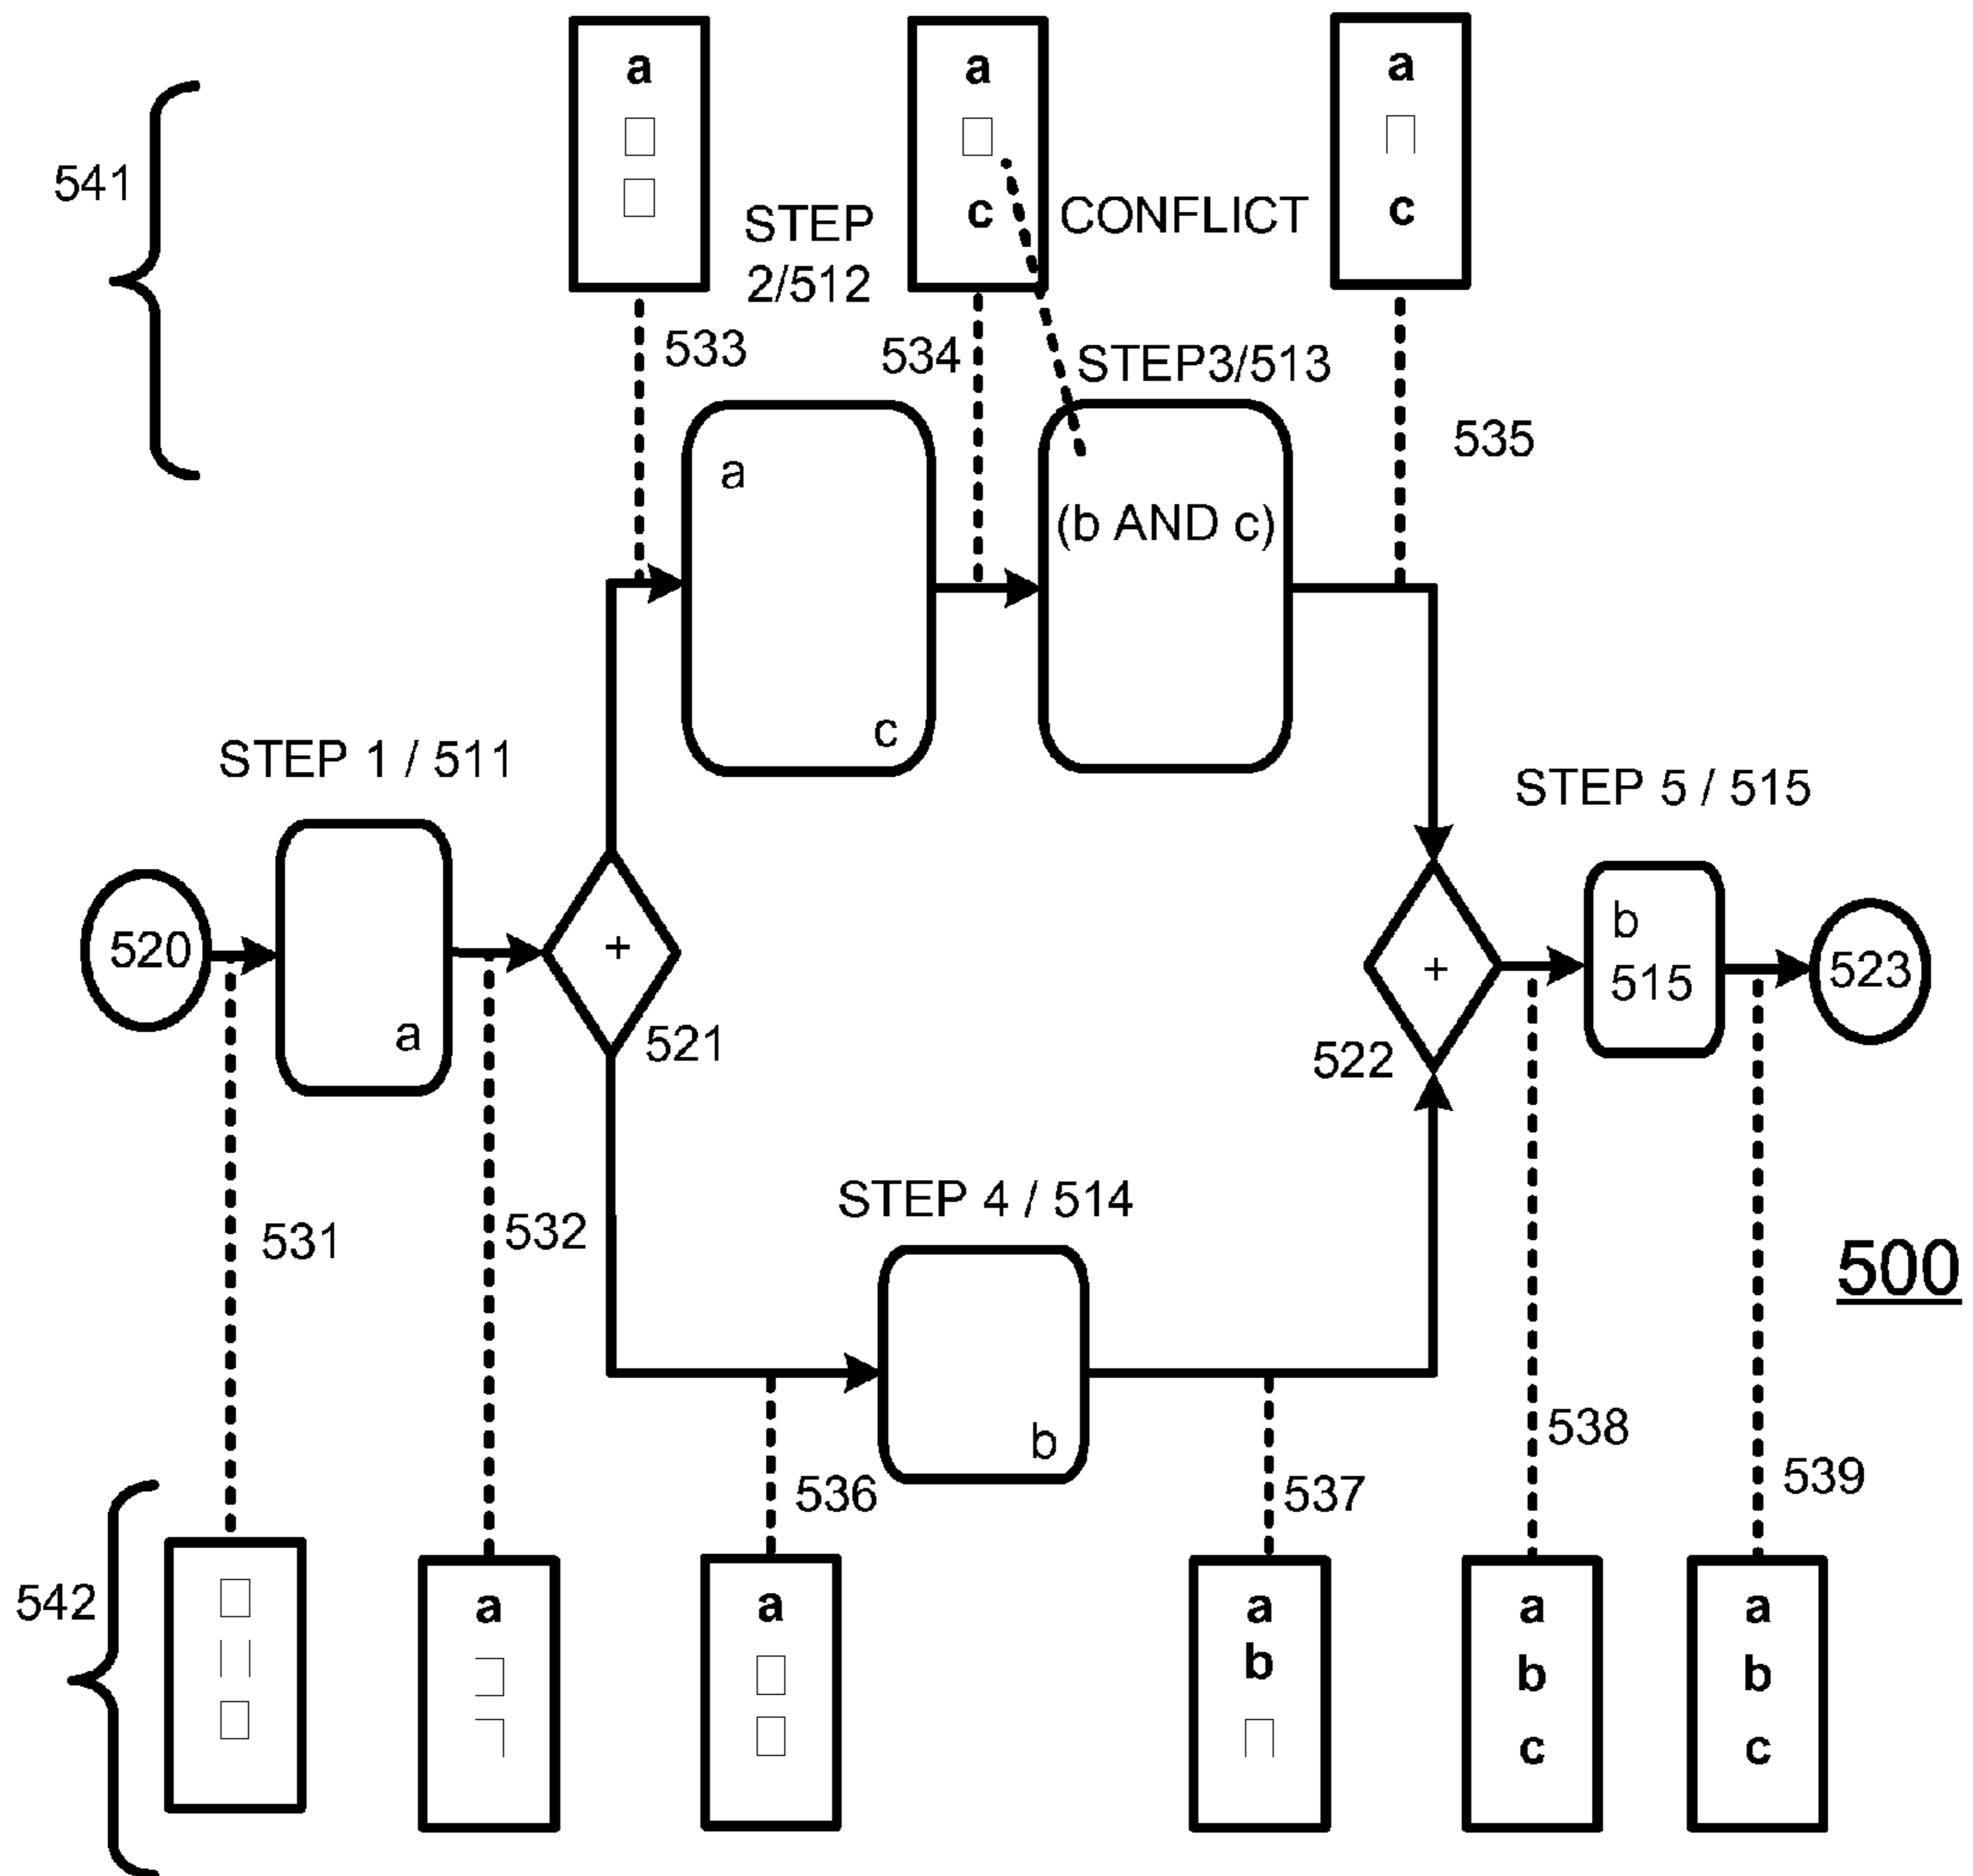 a
a
a
541
c
CONFLICT
c
STEP
2/512
533
534
STEP3/513
535
a
(b AND c)
c
STEP 1 / 511
STEP 5 / 515
520
+
+
b
515
523
a
521
522
STEP 4 / 514
531
532
500
b
538
536
537
539
542
a
a
a
b
a
b
c
a
b
c